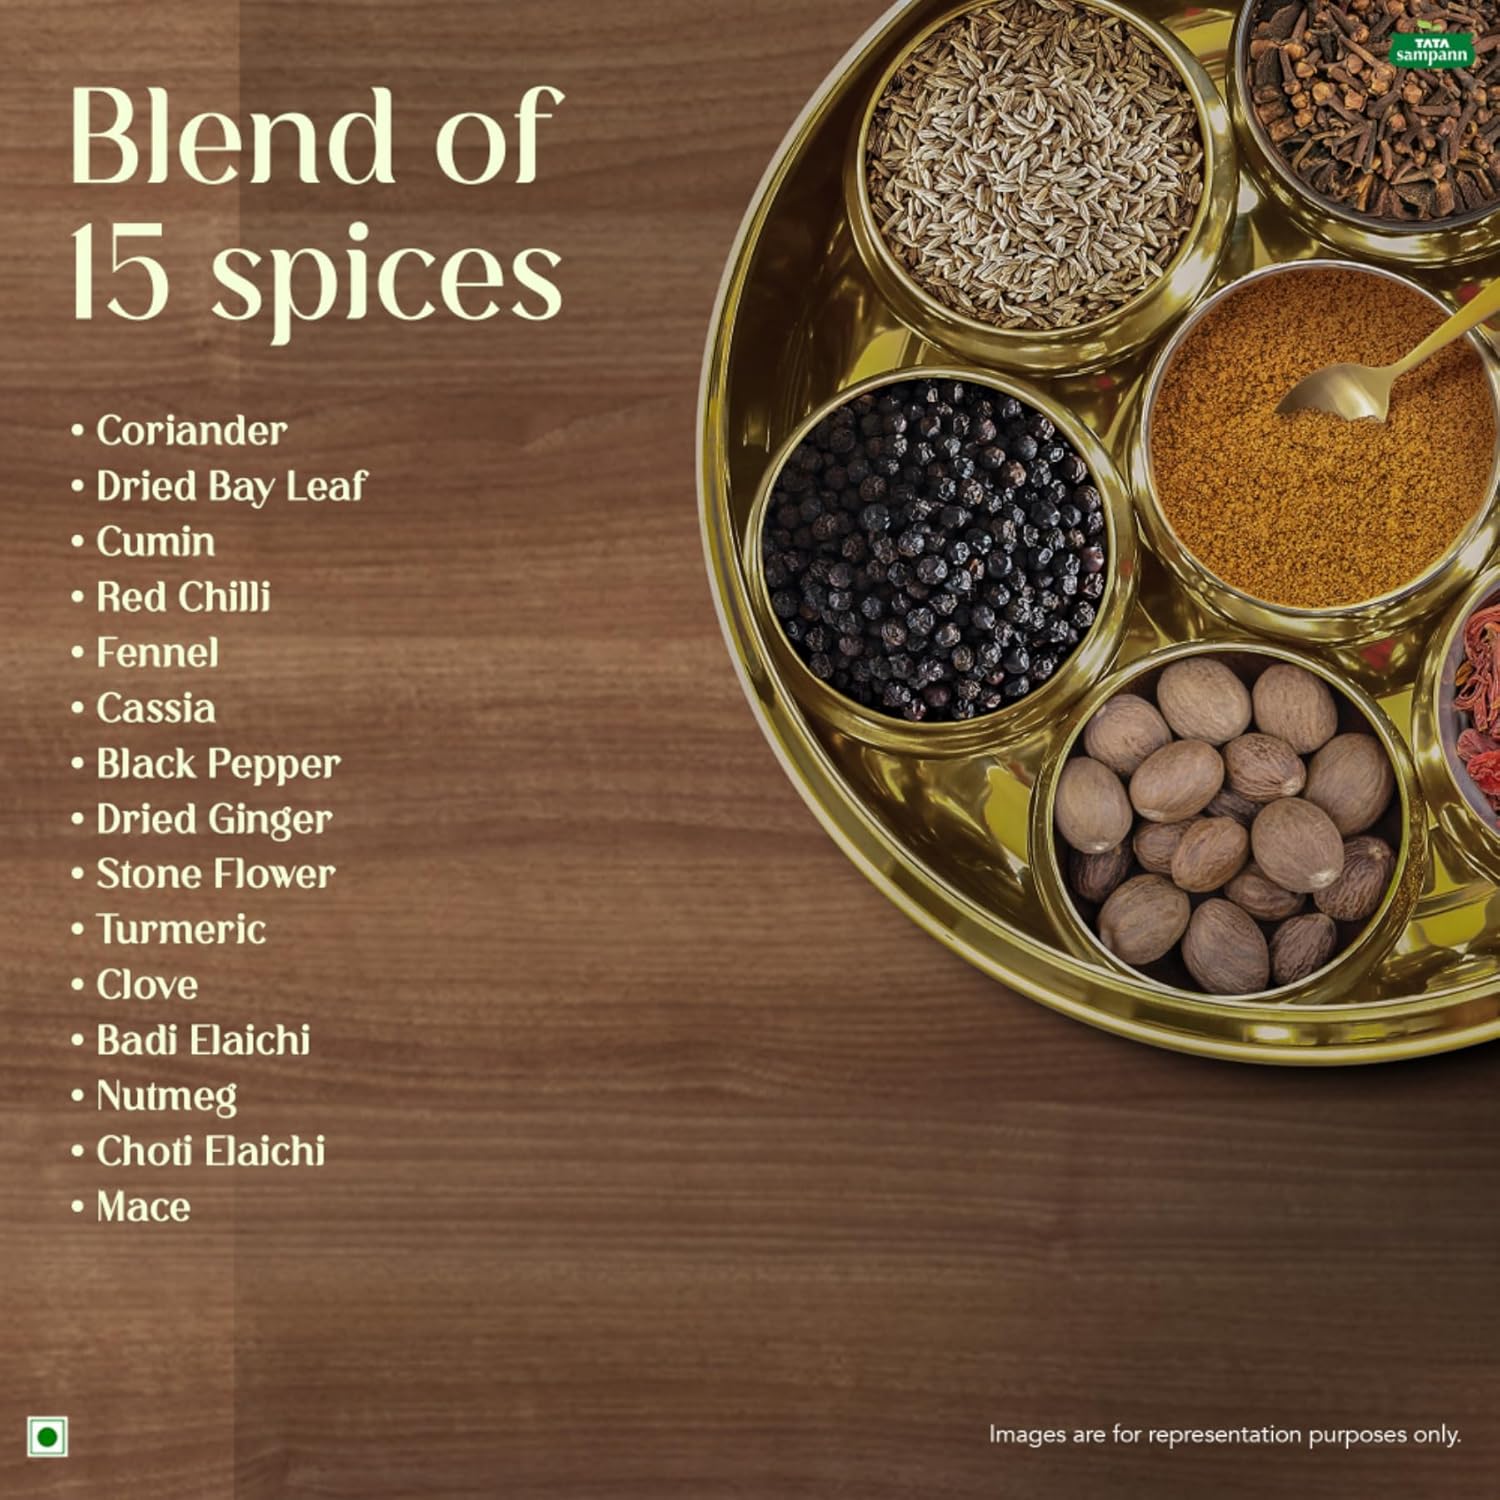 TATA
sampann
Blend of
15 spices
• Coriander
• Dried Bay Leaf
• Cumin
• Red Chilli
• Fennel
• Cassia
• Black Pepper
• Dried Ginger
• Stone Flower
• Turmeric
• Clove
• Badi Elaichi
• Nutmeg
• Choti Elaichi
• Mace
Images are for representation purposes only.